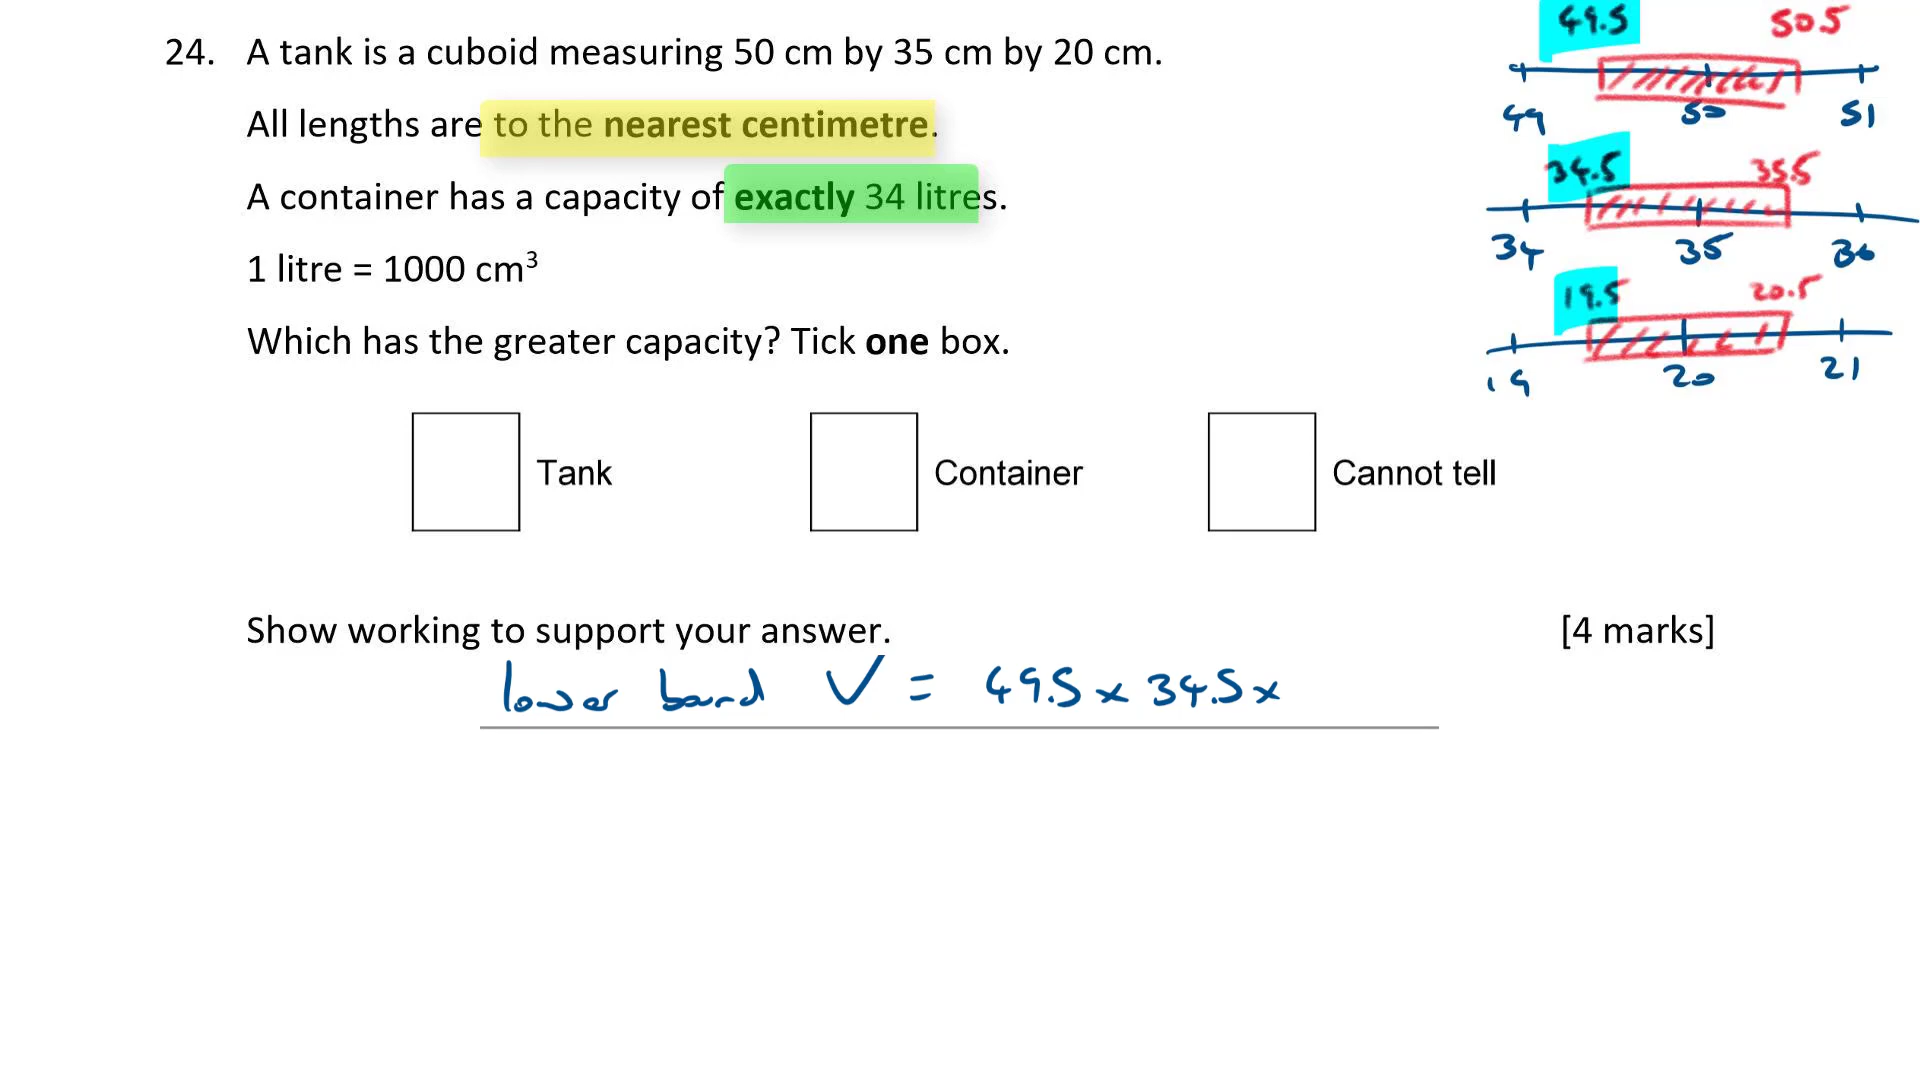 24. A tank is a cuboid measuring 50 cm by 35 cm by 20 cm.
All lengths are to the nearest centimetre.
A container has a capacity of exactly 34 litres.
1 litre = 1000 cm³
Which has the greater capacity? Tick one box.
Tank Container Cannot tell
Show working to support your answer. [4 marks]
lower bound V = 49.5 x 34.5 x
49.5 50.5
49 50 51
34.5 35.5
34 35 36
19.5 20.5
19 20 21